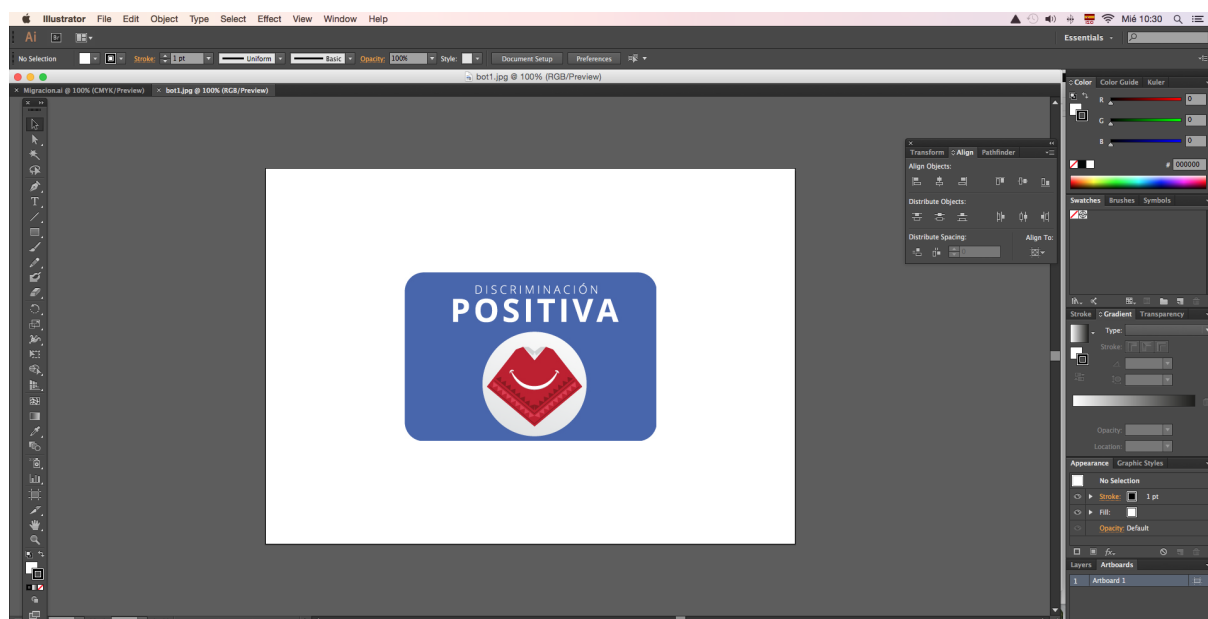 Illustrator File Edit Object Type Select Effect View Window Help
Mié 10:30
Ai Br
Essentials
No Selection Stroke: 1 pt Uniform Basic Opacity: 100% Style: Document Setup Preferences
bot1.jpg @ 100% (RGB/Preview)
× Migracion.ai @ 100% (CMYK/Preview) × bot1.jpg @ 100% (RGB/Preview)
Color Color Guide Kuler
R 0
G 0
B 0
# 000000
Transform Align Pathfinder
Align Objects:
Distribute Objects:
Distribute Spacing: Align To:
Swatches Brushes Symbols
DISCRIMINACIÓN
POSITIVA
Stroke Gradient Transparency
Type:
Stroke:
Opacity:
Location:
Appearance Graphic Styles
No Selection
Stroke: 1 pt
Fill:
Opacity: Default
fx.
Layers Artboards
1 Artboard 1